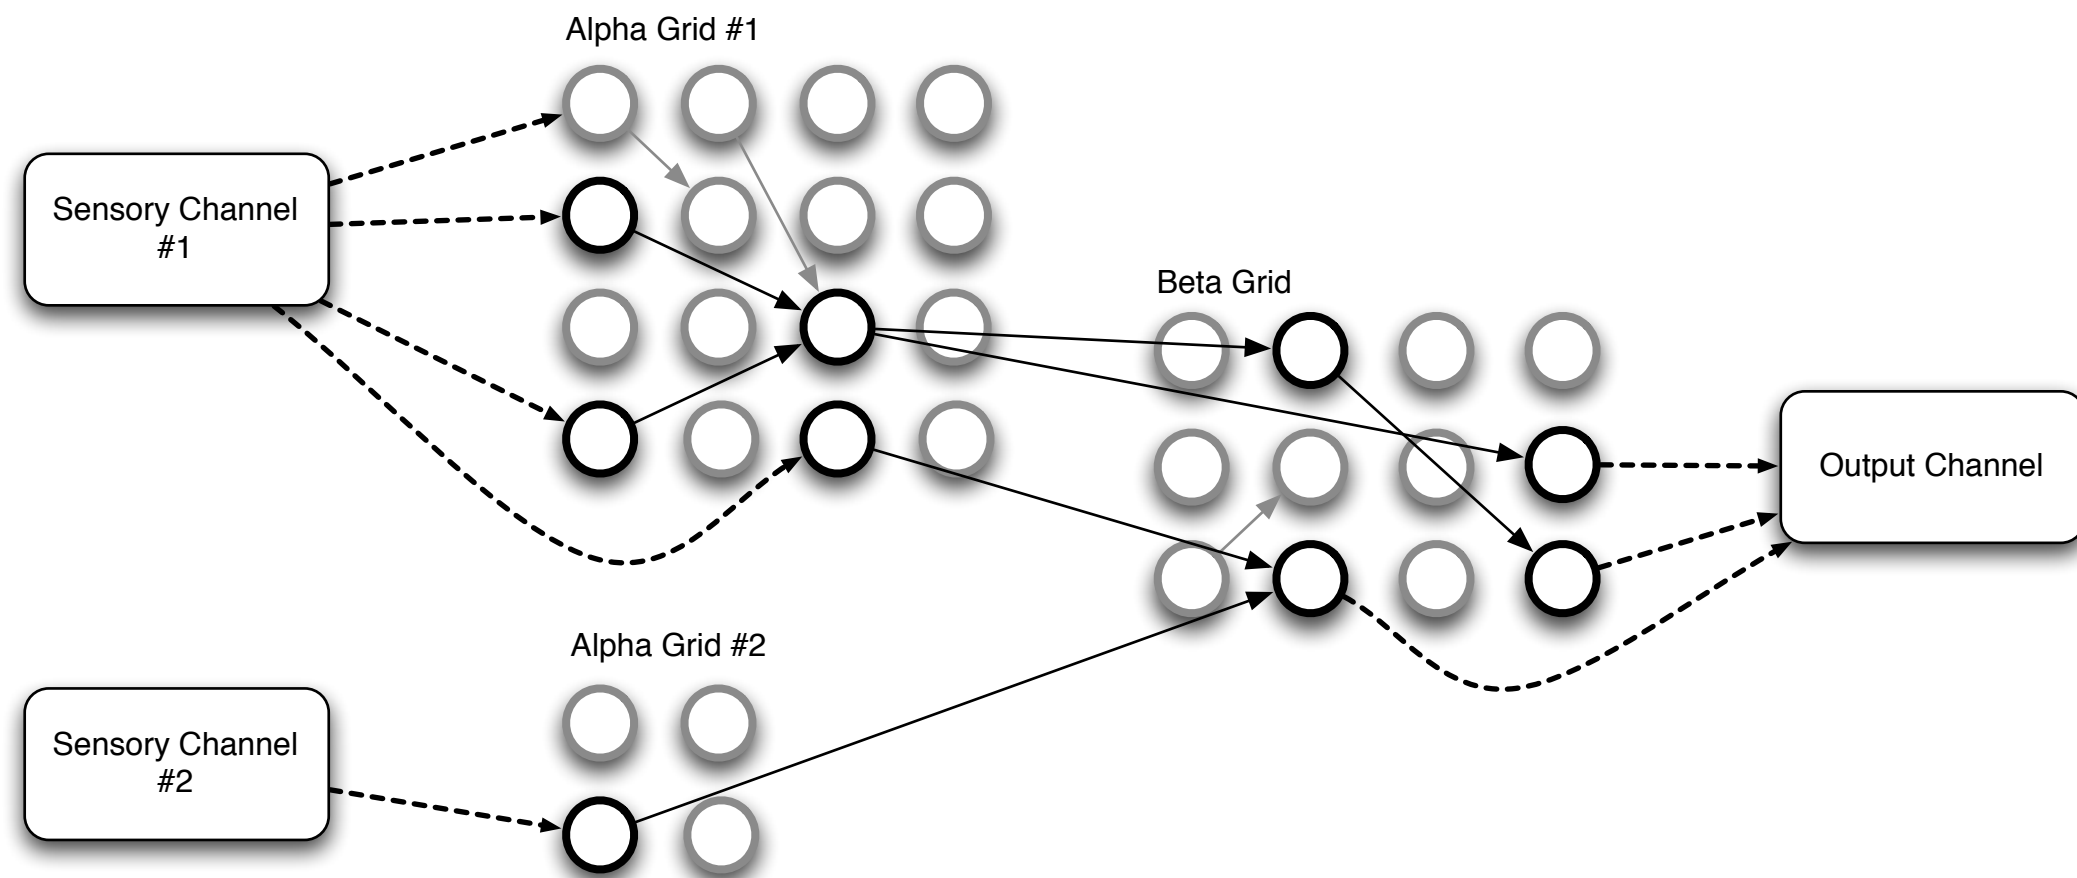 Alpha Grid #1
Sensory Channel
#1
Beta Grid
Output Channel
Alpha Grid #2
Sensory Channel
#2